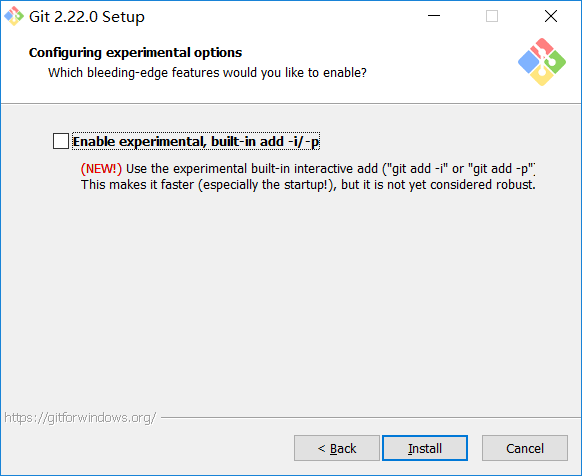 Git 2.22.0 Setup
Configuring experimental options
Which bleeding-edge features would you like to enable?
Enable experimental, built-in add -i/-p
(NEW!) Use the experimental built-in interactive add ("git add -i" or "git add -p")
This makes it faster (especially the startup!), but it is not yet considered robust.
https://gitforwindows.org/
< Back
Install
Cancel